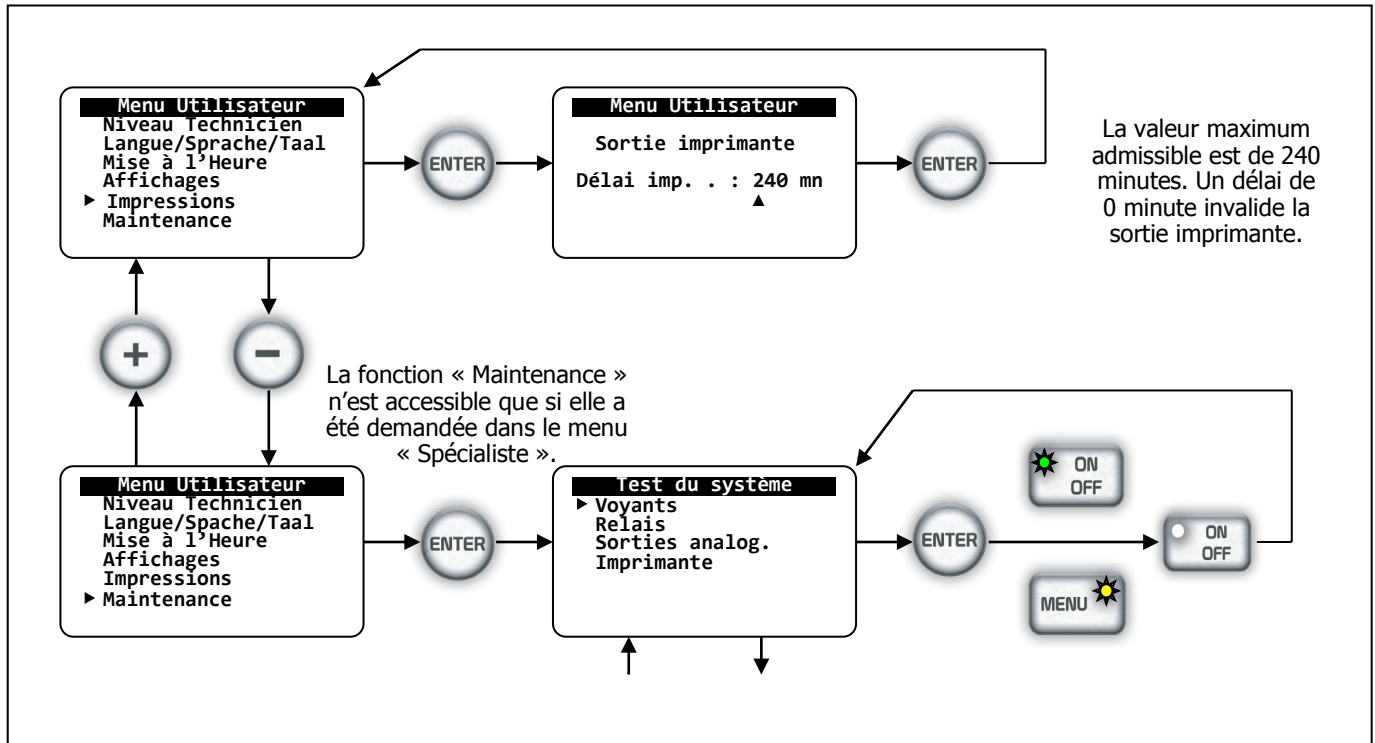 Menu Utilisateur
Niveau Technicien
Langue/Sprache/Taal
Mise à l'Heure
Affichages
▶ Impressions
Maintenance
ENTER
Menu Utilisateur
Sortie imprimante
Délai imp. . : 240 mn
▲
ENTER
La valeur maximum
admissible est de 240
minutes. Un délai de
0 minute invalide la
sortie imprimante.
+
-
La fonction « Maintenance »
n'est accessible que si elle a
été demandée dans le menu
« Spécialiste ».
Menu Utilisateur
Niveau Technicien
Langue/Spache/Taal
Mise à l'Heure
Affichages
Impressions
▶ Maintenance
ENTER
Test du système
▶ Voyants
Relais
Sorties analog.
Imprimante
ENTER
ON
OFF
MENU
ON
OFF